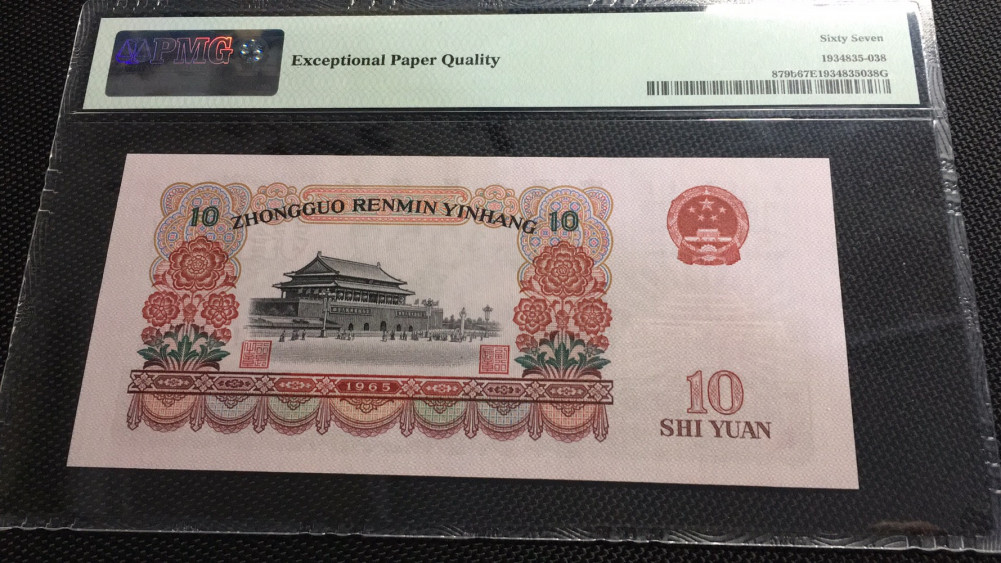 PMG
Exceptional Paper Quality
Sixty Seven
1934835-038
879b67E1934835038G
10 ZHONGGUO RENMIN YINHANG 10
1965
10
SHI YUAN